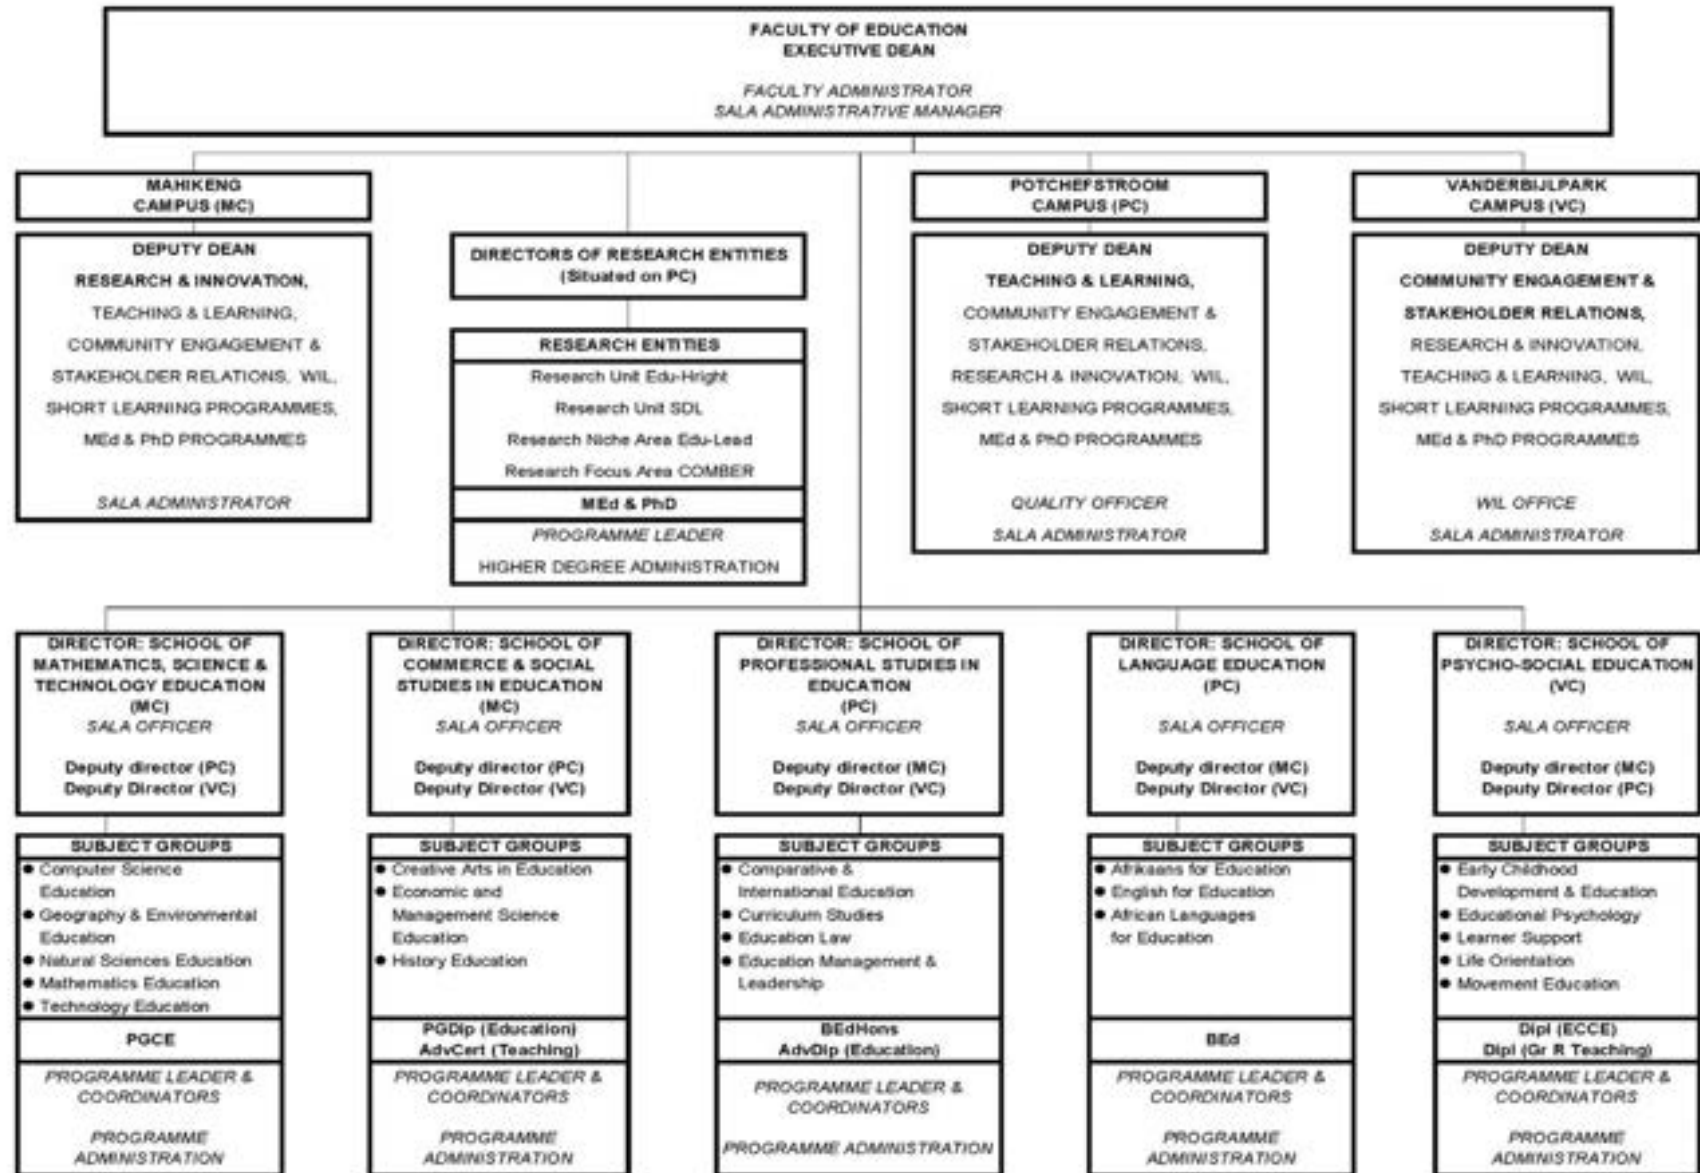 FACULTY OF EDUCATION
EXECUTIVE DEAN
FACULTY ADMINISTRATOR
SALA ADMINISTRATIVE MANAGER
MAHIKENG
CAMPUS (MC)
DEPUTY DEAN
RESEARCH & INNOVATION,
TEACHING & LEARNING,
COMMUNITY ENGAGEMENT &
STAKEHOLDER RELATIONS, WIL,
SHORT LEARNING PROGRAMMES,
MEd & PhD PROGRAMMES
SALA ADMINISTRATOR
DIRECTORS OF RESEARCH ENTITIES
(Situated on PC)
RESEARCH ENTITIES
Research Unit Edu-Hright
Research Unit SDL
Research Niche Area Edu-Lead
Research Focus Area COMBER
MEd & PhD
PROGRAMME LEADER
HIGHER DEGREE ADMINISTRATION
POTCHEFSTROOM
CAMPUS (PC)
DEPUTY DEAN
TEACHING & LEARNING,
COMMUNITY ENGAGEMENT &
STAKEHOLDER RELATIONS,
RESEARCH & INNOVATION, WIL,
SHORT LEARNING PROGRAMMES,
MEd & PhD PROGRAMMES
QUALITY OFFICER
SALA ADMINISTRATOR
VANDERBIJLPARK
CAMPUS (VC)
DEPUTY DEAN
COMMUNITY ENGAGEMENT &
STAKEHOLDER RELATIONS,
RESEARCH & INNOVATION,
TEACHING & LEARNING, WIL,
SHORT LEARNING PROGRAMMES,
MEd & PhD PROGRAMMES
WIL OFFICE
SALA ADMINISTRATOR
DIRECTOR: SCHOOL OF
MATHEMATICS, SCIENCE &
TECHNOLOGY EDUCATION
(MC)
SALA OFFICER
Deputy director (PC)
Deputy Director (VC)
SUBJECT GROUPS
● Computer Science
Education
● Geography & Environmental
Education
● Natural Sciences Education
● Mathematics Education
● Technology Education
PGCE
PROGRAMME LEADER &
COORDINATORS
PROGRAMME
ADMINISTRATION
DIRECTOR: SCHOOL OF
COMMERCE & SOCIAL
STUDIES IN EDUCATION
(MC)
SALA OFFICER
Deputy director (PC)
Deputy Director (VC)
SUBJECT GROUPS
● Creative Arts in Education
● Economic and
Management Science
Education
● History Education
PGDip (Education)
AdvCert (Teaching)
PROGRAMME LEADER &
COORDINATORS
PROGRAMME
ADMINISTRATION
DIRECTOR: SCHOOL OF
PROFESSIONAL STUDIES IN
EDUCATION
(PC)
SALA OFFICER
Deputy director (MC)
Deputy Director (VC)
SUBJECT GROUPS
● Comparative &
International Education
● Curriculum Studies
● Education Law
● Education Management &
Leadership
BEdHons
AdvDip (Education)
PROGRAMME LEADER &
COORDINATORS
PROGRAMME ADMINISTRATION
DIRECTOR: SCHOOL OF
LANGUAGE EDUCATION
(PC)
SALA OFFICER
Deputy director (MC)
Deputy Director (VC)
SUBJECT GROUPS
● Afrikaans for Education
● English for Education
● African Languages
for Education
BEd
PROGRAMME LEADER &
COORDINATORS
PROGRAMME
ADMINISTRATION
DIRECTOR: SCHOOL OF
PSYCHO-SOCIAL EDUCATION
(VC)
SALA OFFICER
Deputy director (MC)
Deputy Director (PC)
SUBJECT GROUPS
● Early Childhood
Development & Education
● Educational Psychology
● Learner Support
● Life Orientation
● Movement Education
Dipl (ECCE)
Dipl (Gr R Teaching)
PROGRAMME LEADER &
COORDINATORS
PROGRAMME
ADMINISTRATION